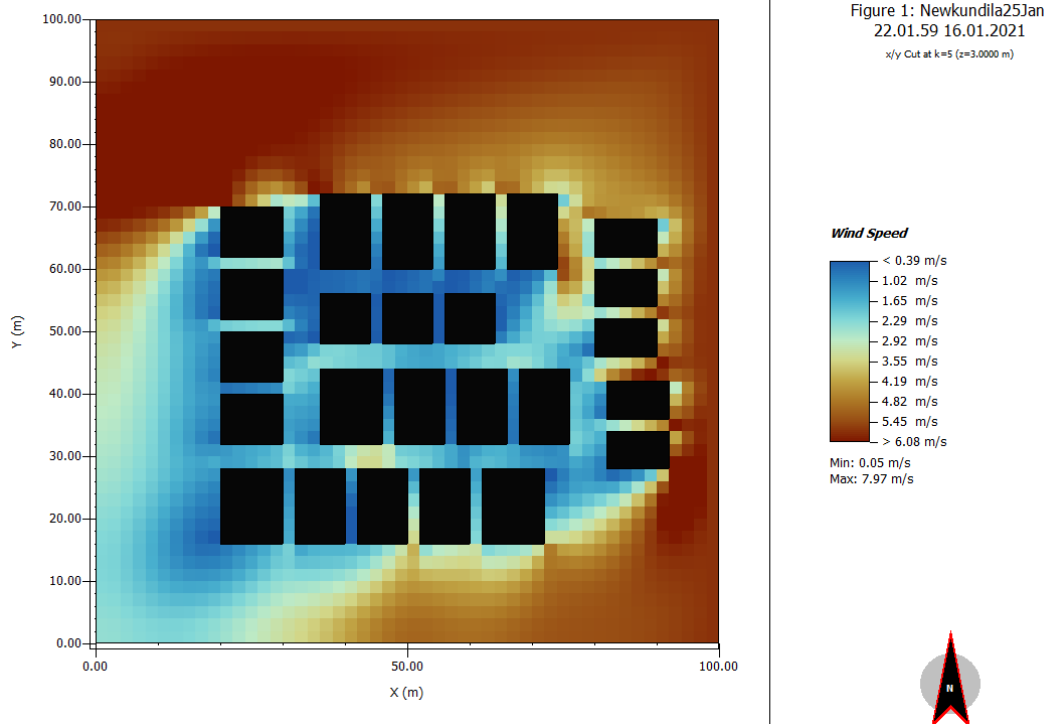 Figure 1: Newkundila25Jan
22.01.59 16.01.2021
x/y Cut at k=5 (z=3.0000 m)
100.00
90.00
80.00
70.00
60.00
50.00
40.00
30.00
20.00
10.00
0.00
Y (m)
0.00 50.00 100.00
X (m)
Wind Speed
< 0.39 m/s
1.02 m/s
1.65 m/s
2.29 m/s
2.92 m/s
3.55 m/s
4.19 m/s
4.82 m/s
5.45 m/s
> 6.08 m/s
Min: 0.05 m/s
Max: 7.97 m/s
N